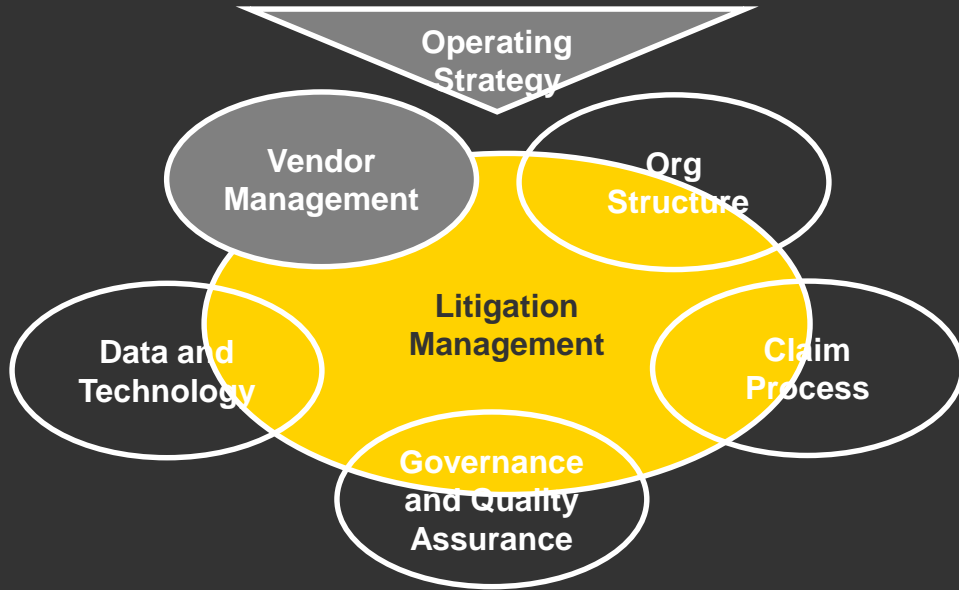 Operating
Strategy
Vendor
Management
Org
Structure
Litigation
Management
Data and
Technology
Claim
Process
Governance
and Quality
Assurance